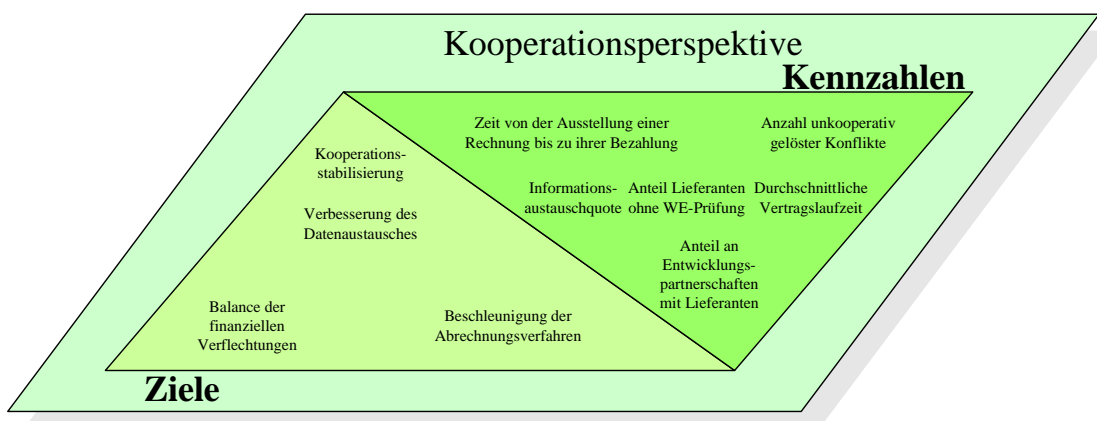 Kooperationsperspektive
Kennzahlen
Zeit von der Ausstellung einer
Rechnung bis zu ihrer Bezahlung
Anzahl unkooperativ
gelöster Konflikte
Kooperations-
stabilisierung
Informations-
austauschquote
Anteil Lieferanten
ohne WE-Prüfung
Durchschnittliche
Vertragslaufzeit
Verbesserung des
Datenaustausches
Anteil an
Entwicklungs-
partnerschaften
mit Lieferanten
Balance der
finanziellen
Verflechtungen
Beschleunigung der
Abrechnungsverfahren
Ziele